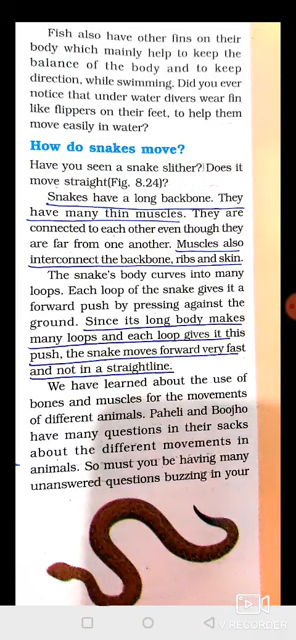 Fish also have other fins on their
body which mainly help to keep the
balance of the body and to keep
direction, while swimming. Did you ever
notice that under water divers wear fin
like flippers on their feet, to help them
move easily in water?
How do snakes move?
Have you seen a snake slither? Does it
move straight(Fig. 8.24)?
Snakes have a long backbone. They
have many thin muscles. They are
connected to each other even though they
are far from one another. Muscles also
interconnect the backbone, ribs and skin.
The snake's body curves into many
loops. Each loop of the snake gives it a
forward push by pressing against the
ground. Since its long body makes
many loops and each loop gives it this
push, the snake moves forward very fast
and not in a straightline.
We have learned about the use of
bones and muscles for the movements
of different animals. Paheli and Boojho
have many questions in their sacks
about the different movements in
animals. So must you be having many
unanswered questions buzzing in your
V RECORDER